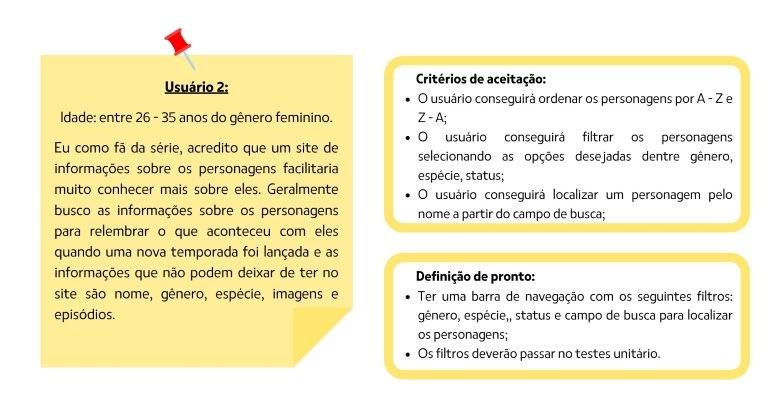 Usuário 2:
Idade: entre 26 - 35 anos do gênero feminino.
Eu como fã da série, acredito que um site de
informações sobre os personagens facilitaria
muito conhecer mais sobre eles. Geralmente
busco as informações sobre os personagens
para relembrar o que aconteceu com eles
quando uma nova temporada foi lançada e as
informações que não podem deixar de ter no
site são nome, gênero, espécie, imagens e
episódios.
Critérios de aceitação:
• O usuário conseguirá ordenar os personagens por A - Z e
Z - A;
• O usuário conseguirá filtrar os personagens
selecionando as opções desejadas dentre gênero,
espécie, status;
• O usuário conseguirá localizar um personagem pelo
nome a partir do campo de busca;
Definição de pronto:
• Ter uma barra de navegação com os seguintes filtros:
gênero, espécie,, status e campo de busca para localizar
os personagens;
• Os filtros deverão passar no testes unitário.